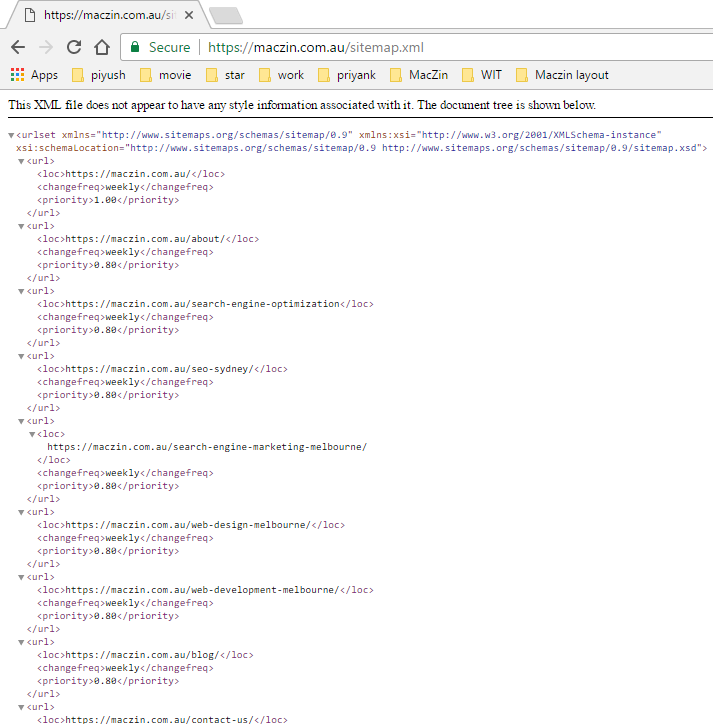 https://maczin.com.au/sit
Secure https://maczin.com.au/sitemap.xml
Apps piyush movie star work priyank MacZin WIT Maczin layout
This XML file does not appear to have any style information associated with it. The document tree is shown below.
<urlset xmlns="http://www.sitemaps.org/schemas/sitemap/0.9" xmlns:xsi="http://www.w3.org/2001/XMLSchema-instance"
xsi:schemaLocation="http://www.sitemaps.org/schemas/sitemap/0.9 http://www.sitemaps.org/schemas/sitemap/0.9/sitemap.xsd">
<url>
<loc>https://maczin.com.au/</loc>
<changefreq>weekly</changefreq>
<priority>1.00</priority>
</url>
<url>
<loc>https://maczin.com.au/about/</loc>
<changefreq>weekly</changefreq>
<priority>0.80</priority>
</url>
<url>
<loc>https://maczin.com.au/search-engine-optimization</loc>
<changefreq>weekly</changefreq>
<priority>0.80</priority>
</url>
<url>
<loc>https://maczin.com.au/seo-sydney/</loc>
<changefreq>weekly</changefreq>
<priority>0.80</priority>
</url>
<url>
<loc>
https://maczin.com.au/search-engine-marketing-melbourne/
</loc>
<changefreq>weekly</changefreq>
<priority>0.80</priority>
</url>
<url>
<loc>https://maczin.com.au/web-design-melbourne/</loc>
<changefreq>weekly</changefreq>
<priority>0.80</priority>
</url>
<url>
<loc>https://maczin.com.au/web-development-melbourne/</loc>
<changefreq>weekly</changefreq>
<priority>0.80</priority>
</url>
<url>
<loc>https://maczin.com.au/blog/</loc>
<changefreq>weekly</changefreq>
<priority>0.80</priority>
</url>
<url>
<loc>https://maczin.com.au/contact-us/</loc>